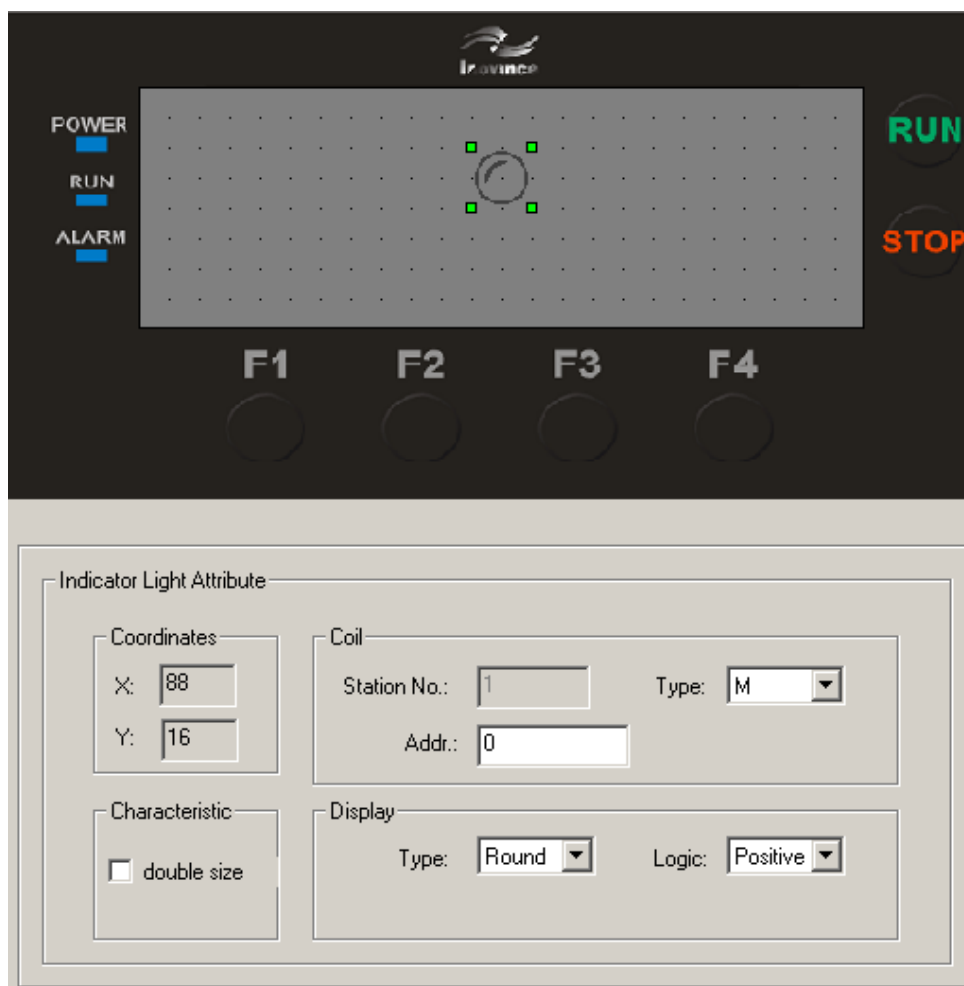 Inovance
POWER
RUN
RUN
ALARM
STOP
F1 F2 F3 F4
Indicator Light Attribute
Coordinates
X: 88
Y: 16
Coil
Station No.: 1 Type: M
Addr.: 0
Characteristic
double size
Display
Type: Round Logic: Positive